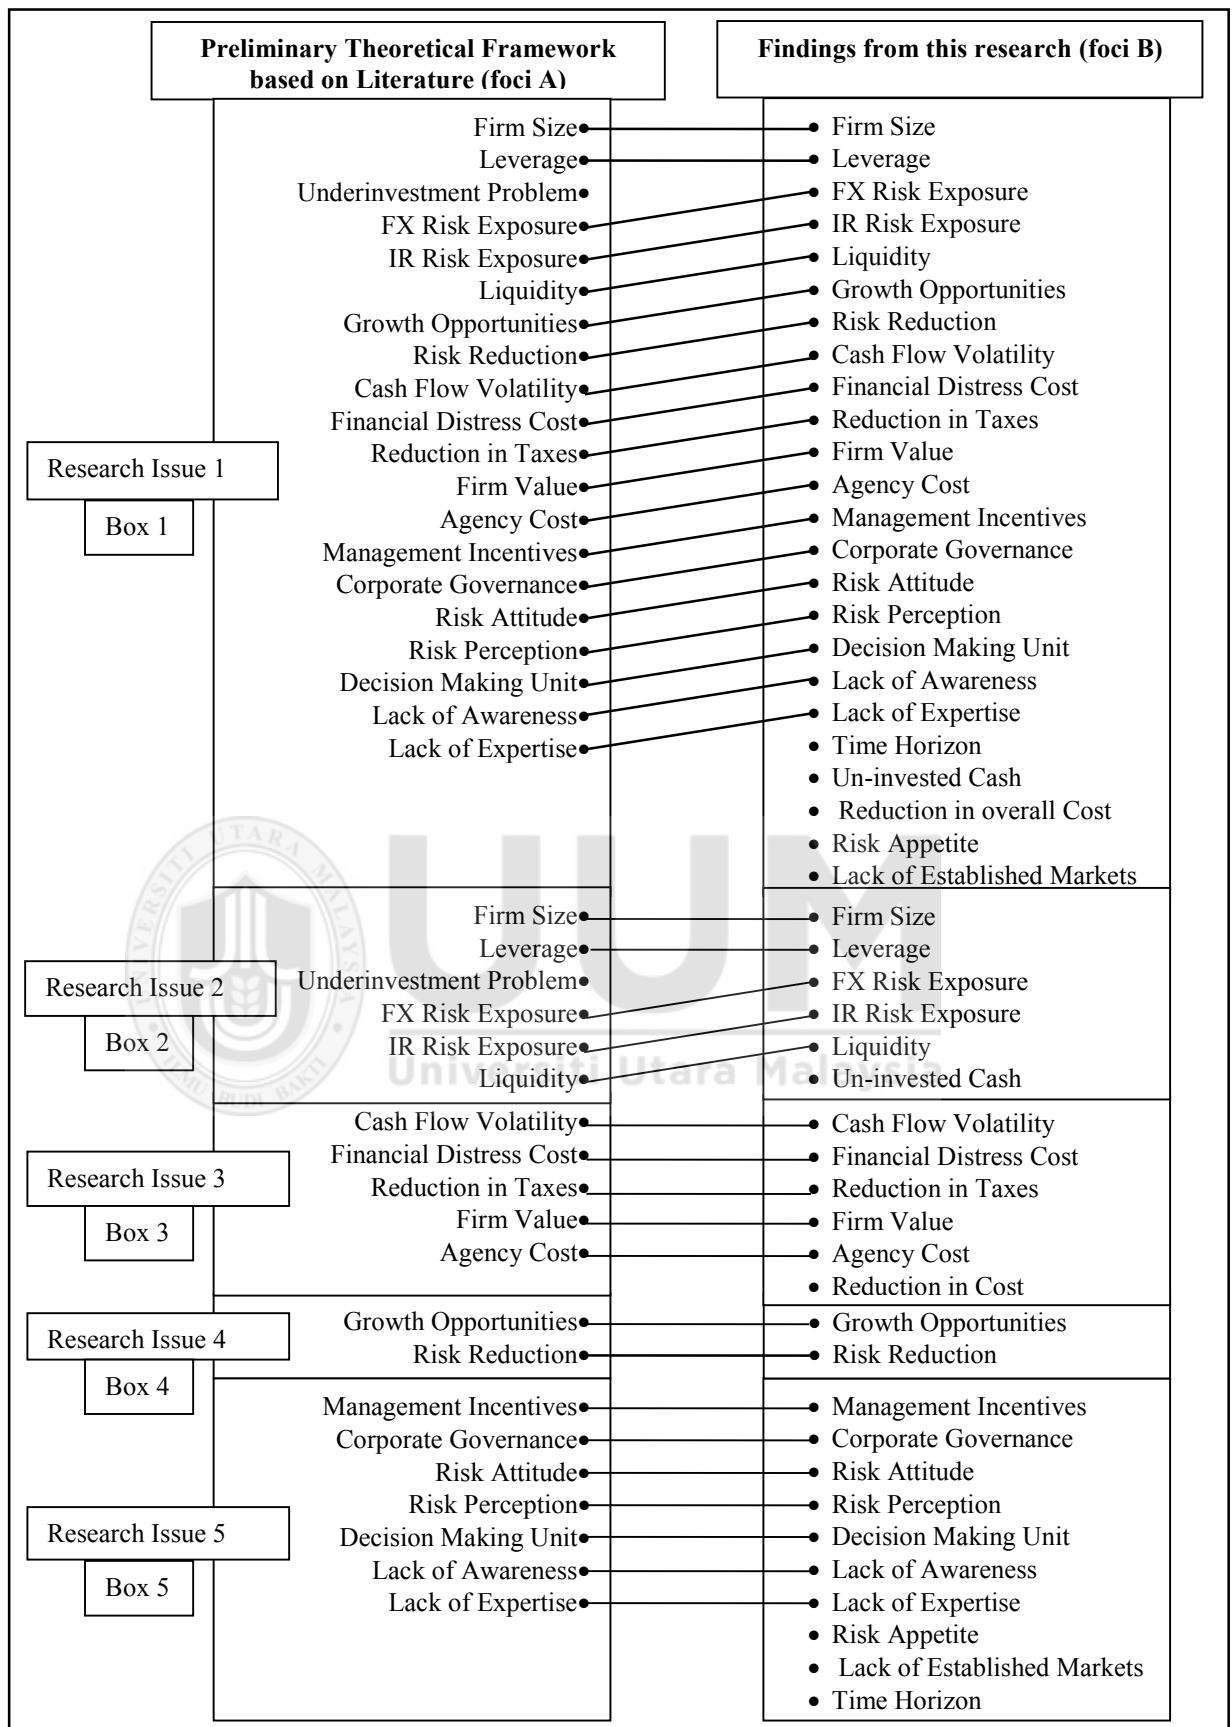 Preliminary Theoretical Framework
based on Literature (foci A)
Findings from this research (foci B)
Research Issue 1
Box 1
Firm Size
Leverage
Underinvestment Problem
FX Risk Exposure
IR Risk Exposure
Liquidity
Growth Opportunities
Risk Reduction
Cash Flow Volatility
Financial Distress Cost
Reduction in Taxes
Firm Value
Agency Cost
Management Incentives
Corporate Governance
Risk Attitude
Risk Perception
Decision Making Unit
Lack of Awareness
Lack of Expertise
• Firm Size
• Leverage
• FX Risk Exposure
• IR Risk Exposure
• Liquidity
• Growth Opportunities
• Risk Reduction
• Cash Flow Volatility
• Financial Distress Cost
• Reduction in Taxes
• Firm Value
• Agency Cost
• Management Incentives
• Corporate Governance
• Risk Attitude
• Risk Perception
• Decision Making Unit
• Lack of Awareness
• Lack of Expertise
• Time Horizon
• Un-invested Cash
• Reduction in overall Cost
• Risk Appetite
• Lack of Established Markets
Research Issue 2
Box 2
Firm Size
Leverage
Underinvestment Problem
FX Risk Exposure
IR Risk Exposure
Liquidity
• Firm Size
• Leverage
• FX Risk Exposure
• IR Risk Exposure
• Liquidity
• Un-invested Cash
Research Issue 3
Box 3
Cash Flow Volatility
Financial Distress Cost
Reduction in Taxes
Firm Value
Agency Cost
• Cash Flow Volatility
• Financial Distress Cost
• Reduction in Taxes
• Firm Value
• Agency Cost
• Reduction in Cost
Research Issue 4
Box 4
Growth Opportunities
Risk Reduction
• Growth Opportunities
• Risk Reduction
Research Issue 5
Box 5
Management Incentives
Corporate Governance
Risk Attitude
Risk Perception
Decision Making Unit
Lack of Awareness
Lack of Expertise
• Management Incentives
• Corporate Governance
• Risk Attitude
• Risk Perception
• Decision Making Unit
• Lack of Awareness
• Lack of Expertise
• Risk Appetite
• Lack of Established Markets
• Time Horizon
UNIVERSITI UTARA MALAYSIA
ILMU BUDI BAKTI
UUM
Universiti Utara Malaysia